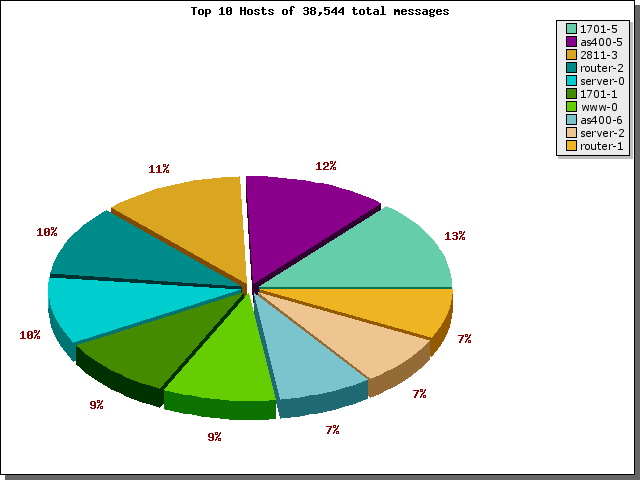 Top 10 Hosts of 38,544 total messages
1701-5
as400-5
2811-3
router-2
server-0
1701-1
www-0
as400-6
server-2
router-1
11%
12%
10%
13%
10%
7%
9%
7%
9%
7%